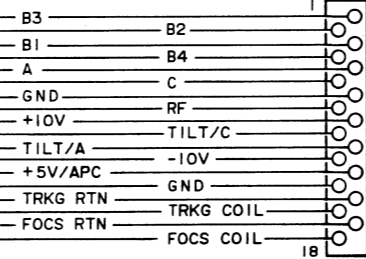 1
B3
B2
B1
B4
A
C
GND
RF
+10V
TILT/C
TILT/A
-10V
+5V/APC
GND
TRKG RTN
TRKG COIL
FOCS RTN
FOCS COIL
18